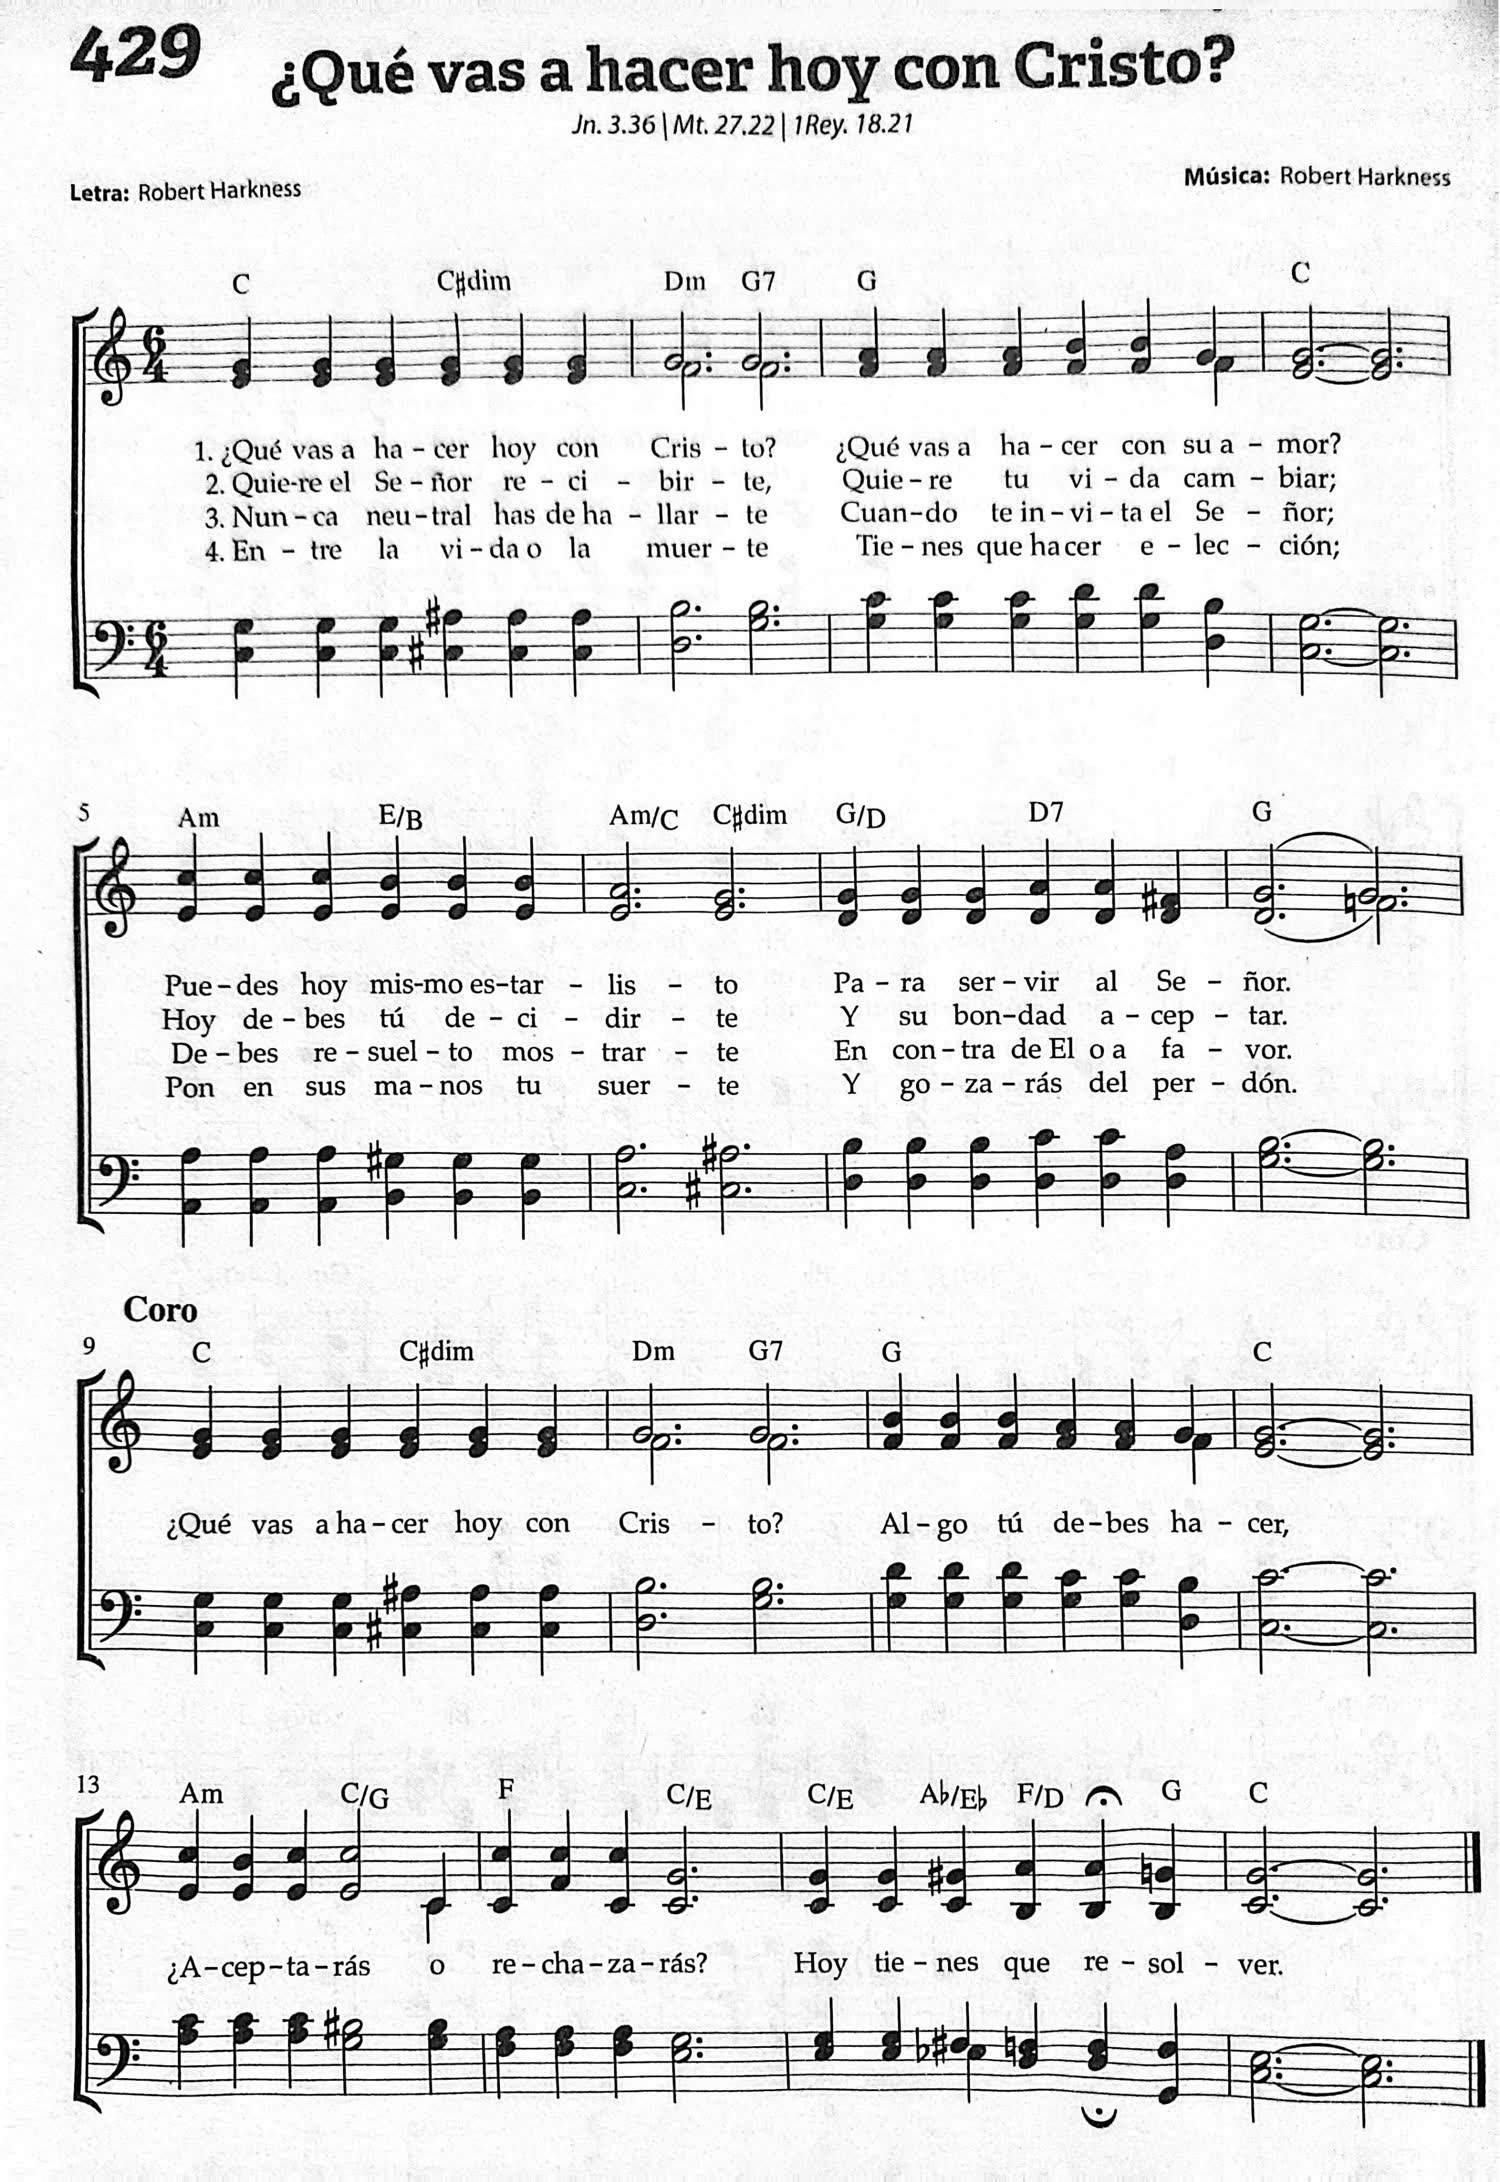 429
¿Qué vas a hacer hoy con Cristo?
Jn. 3.36 | Mt. 27.22 | 1Rey. 18.21
Letra: Robert Harkness
Música: Robert Harkness
C C♯dim Dm G7 G C
6 4
1. ¿Qué vas a ha – cer hoy con Cris – to? ¿Qué vas a ha – cer con su a – mor?
2. Quie-re el Se – ñor re – ci – bir – te, Quie – re tu vi – da cam – biar;
3. Nun – ca neu – tral has de ha – llar – te Cuan – do te in – vi – ta el Se – ñor;
4. En – tre la vi – da o la muer – te Tie – nes que hacer e – lec – ción;
6 4
5 Am E/B Am/C C♯dim G/D D7 G
Pue – des hoy mis-mo es-tar – lis – to Pa – ra ser – vir al Se – ñor.
Hoy de – bes tú de – ci – dir – te Y su bon – dad a – cep – tar.
De – bes re – suel – to mos – trar – te En con – tra de El o a fa – vor.
Pon en sus ma – nos tu suer – te Y go – za – rás del per – dón.
Coro
9 C C♯dim Dm G7 G C
¿Qué vas a ha – cer hoy con Cris – to? Al – go tú de – bes ha – cer,
13 Am C/G F C/E C/E A♭/E♭ F/D G C
¿A – cep – ta – rás o re – cha – za – rás? Hoy tie – nes que re – sol – ver.